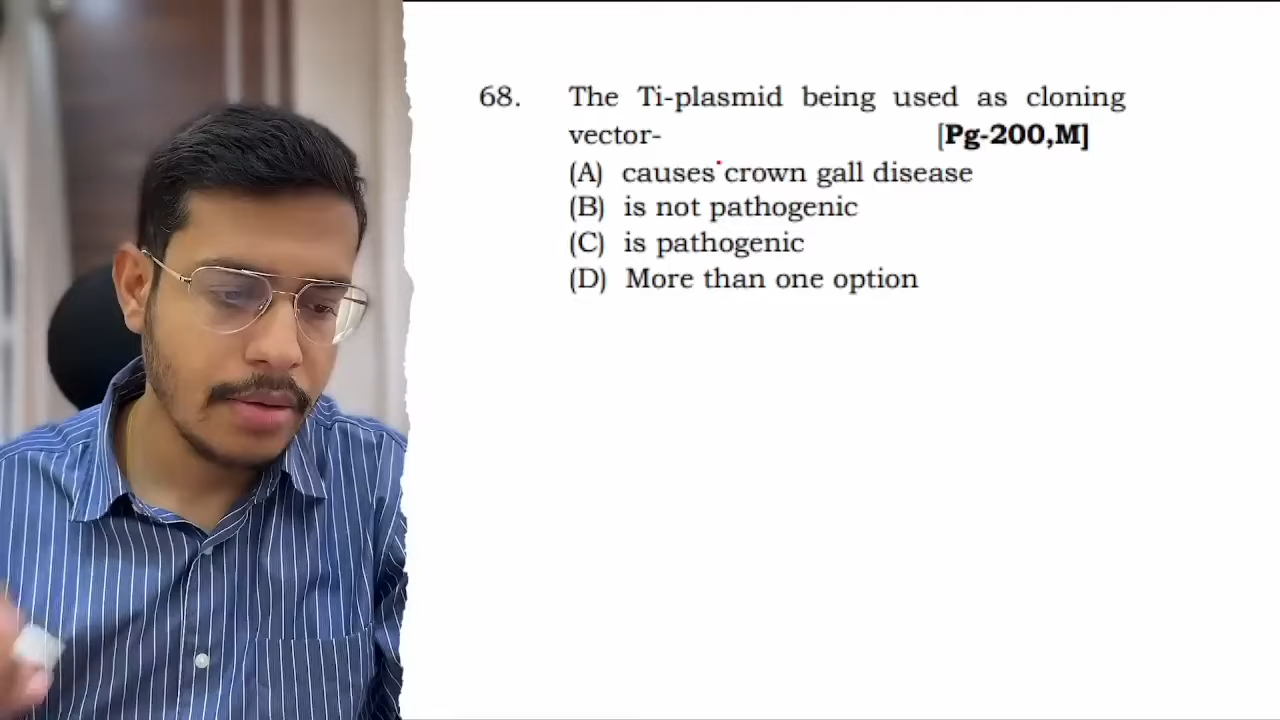 68. The Ti-plasmid being used as cloning
vector- [Pg-200,M]
(A) causes crown gall disease
(B) is not pathogenic
(C) is pathogenic
(D) More than one option